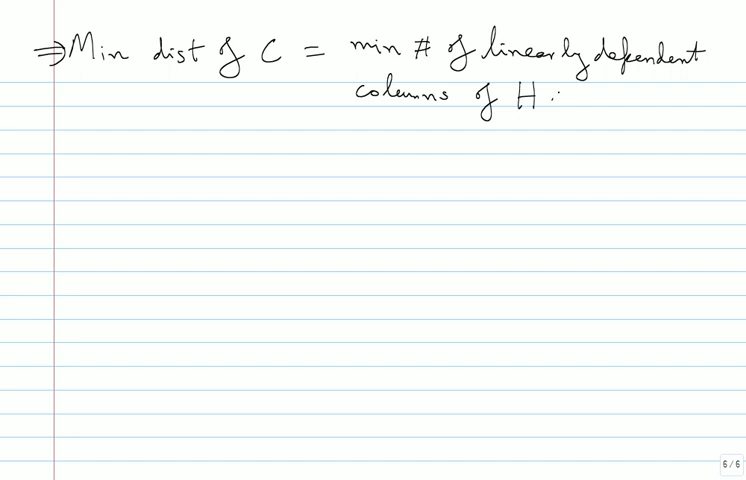 ⇒ Min dist of C = min # of linearly dependent
columns of H :
6/6